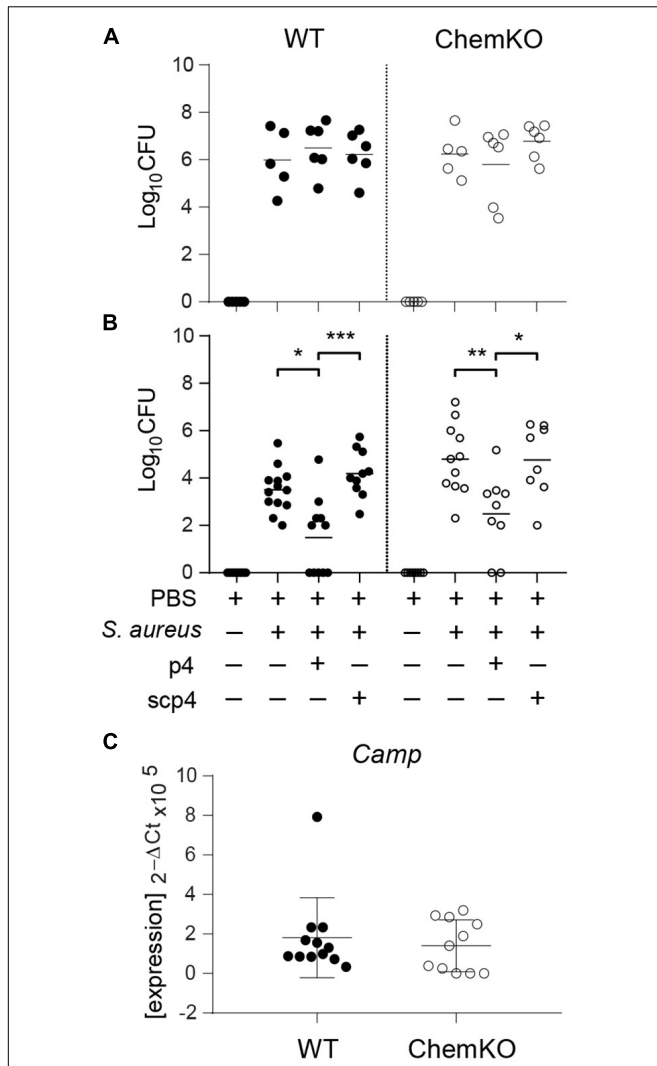 A
WT ChemKO
10
8
6
4
2
0
Log10CFU
B
* *** ** *
10
8
6
4
2
0
Log10CFU
PBS + + + + + + + +
S. aureus – + + + – + + +
p4 – – + – – – + –
scp4 – – – + – – – +
C
Camp
10
8
6
4
2
0
-2
[expression] 2−ΔCt x10 5
WT ChemKO